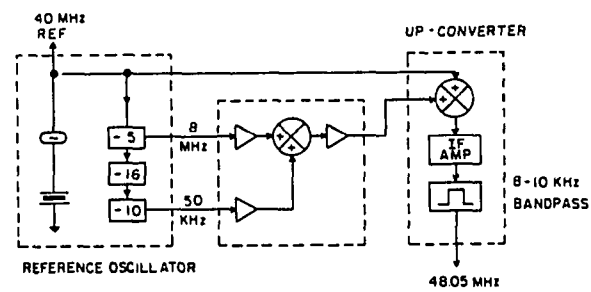 40 MHz
REF
UP-CONVERTER
- 5
8
MHz
- 16
- 10
50
KHz
IF
AMP
8-10 KHz
BANDPASS
REFERENCE OSCILLATOR
48.05 MHz